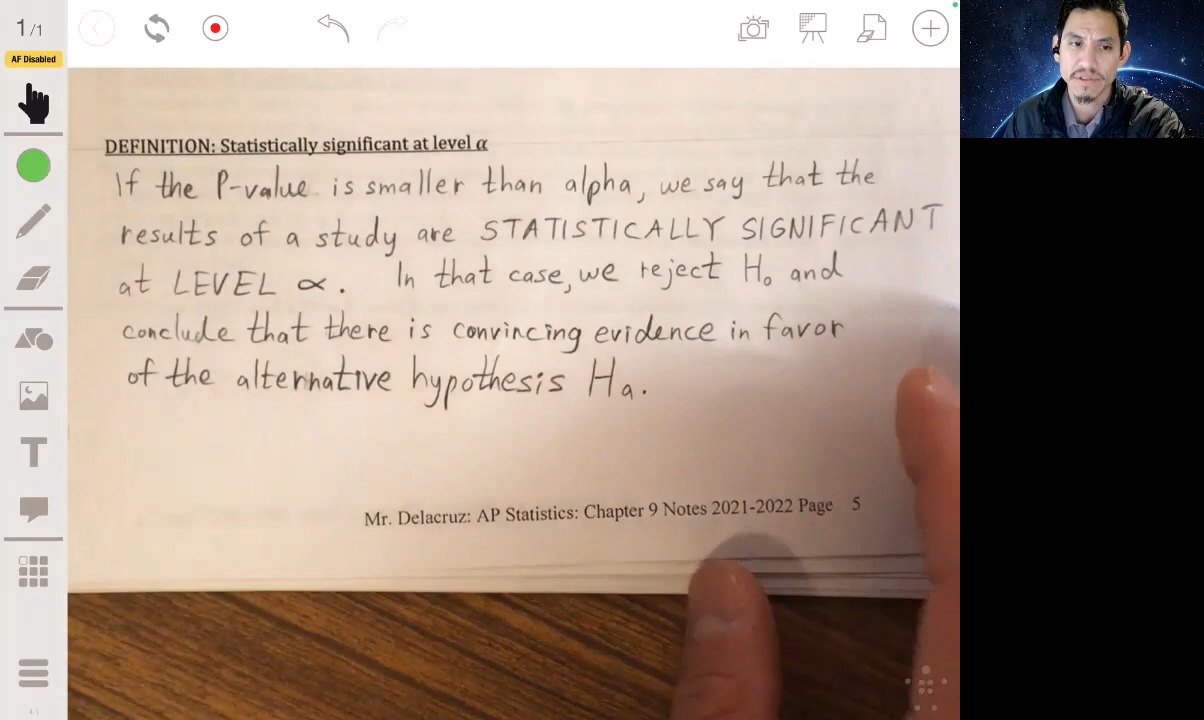 1/1
AF Disabled
DEFINITION: Statistically significant at level α
If the P-value is smaller than alpha, we say that the
results of a study are STATISTICALLY SIGNIFICANT
at LEVEL α. In that case, we reject H₀ and
conclude that there is convincing evidence in favor
of the alternative hypothesis Hₐ.
Mr. Delacruz: AP Statistics: Chapter 9 Notes 2021-2022 Page 5
T